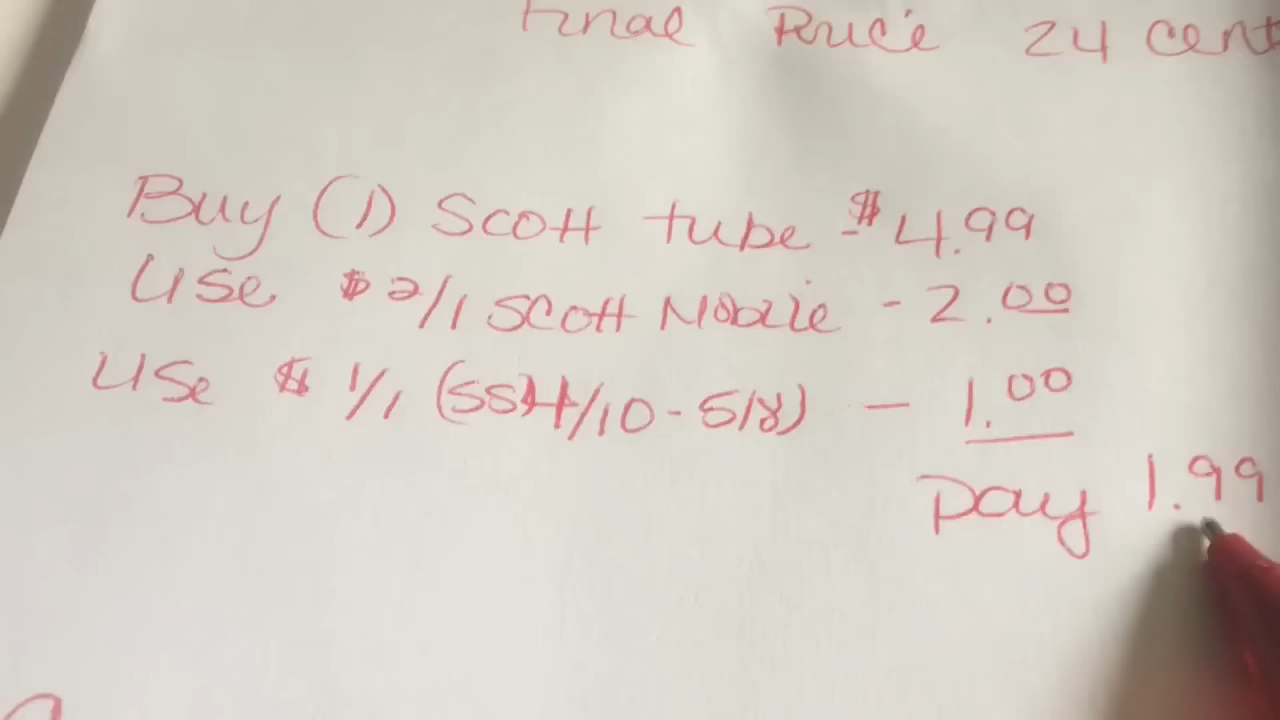 Final Price 24 cent
Buy (1) Scott tube $4.99
Use $2/1 Scott Mobile - 2.00
Use $1/1 (SS 4/10-5/8) - 1.00
Pay 1.99